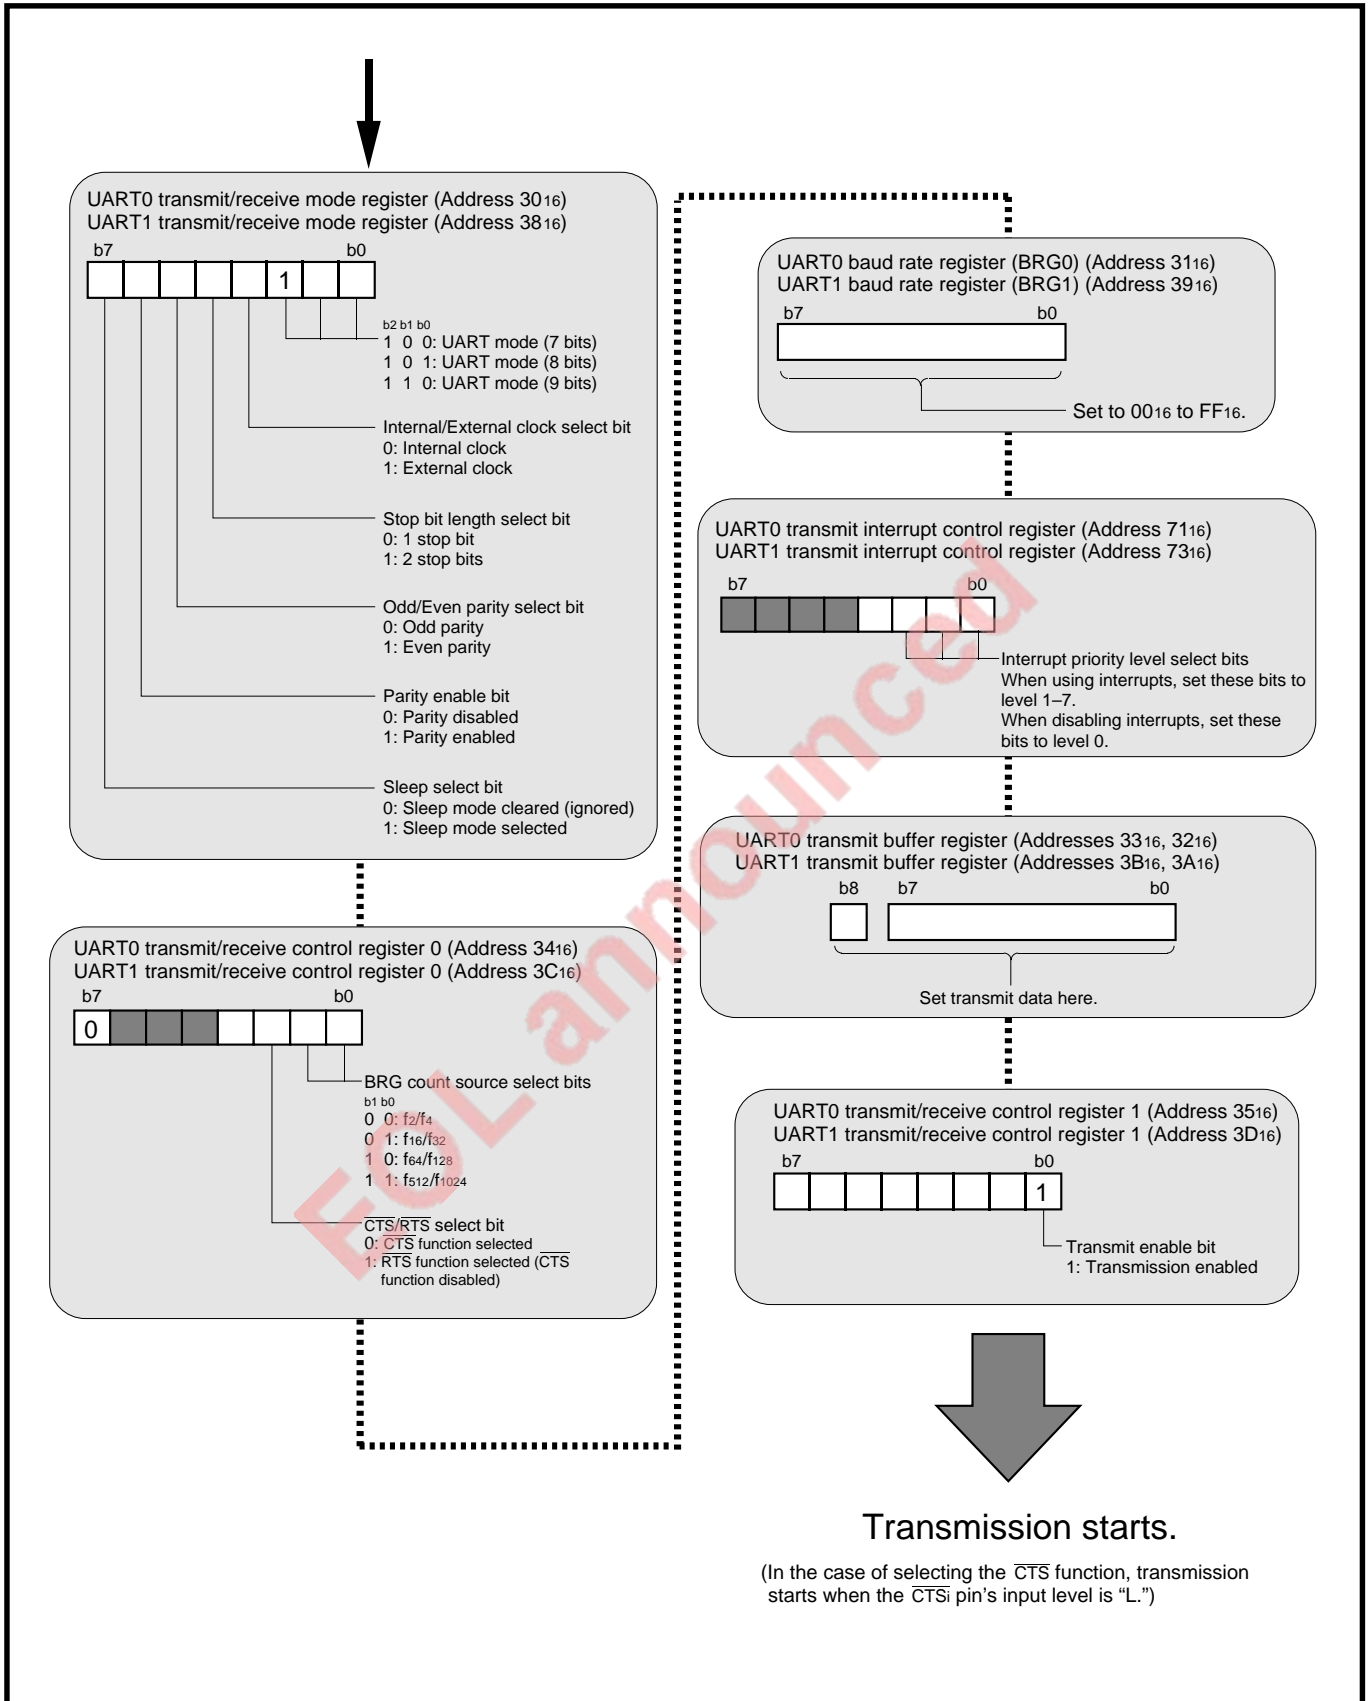 UART0 transmit/receive mode register (Address 3016)
UART1 transmit/receive mode register (Address 3816)
b7 b0
1
b2 b1 b0
1 0 0: UART mode (7 bits)
1 0 1: UART mode (8 bits)
1 1 0: UART mode (9 bits)
Internal/External clock select bit
0: Internal clock
1: External clock
Stop bit length select bit
0: 1 stop bit
1: 2 stop bits
Odd/Even parity select bit
0: Odd parity
1: Even parity
Parity enable bit
0: Parity disabled
1: Parity enabled
Sleep select bit
0: Sleep mode cleared (ignored)
1: Sleep mode selected
UART0 transmit/receive control register 0 (Address 3416)
UART1 transmit/receive control register 0 (Address 3C16)
b7 b0
0
BRG count source select bits
b1 b0
0 0: f2/f4
0 1: f16/f32
1 0: f64/f128
1 1: f512/f1024
CTS/RTS select bit
0: CTS function selected
1: RTS function selected (CTS
function disabled)
UART0 baud rate register (BRG0) (Address 3116)
UART1 baud rate register (BRG1) (Address 3916)
b7 b0
Set to 0016 to FF16.
UART0 transmit interrupt control register (Address 7116)
UART1 transmit interrupt control register (Address 7316)
b7 b0
Interrupt priority level select bits
When using interrupts, set these bits to
level 1–7.
When disabling interrupts, set these
bits to level 0.
UART0 transmit buffer register (Addresses 3316, 3216)
UART1 transmit buffer register (Addresses 3B16, 3A16)
b8 b7 b0
Set transmit data here.
UART0 transmit/receive control register 1 (Address 3516)
UART1 transmit/receive control register 1 (Address 3D16)
b7 b0
1
Transmit enable bit
1: Transmission enabled
Transmission starts.
(In the case of selecting the CTS function, transmission
starts when the CTSi pin’s input level is “L.”)
EOL announced